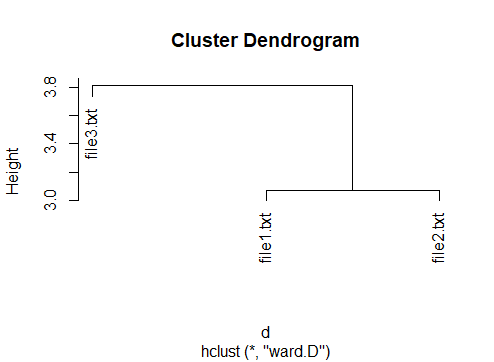 Cluster Dendrogram
Height
3.8
3.4
3.0
file3.txt
file1.txt
file2.txt
d
hclust (*, "ward.D")